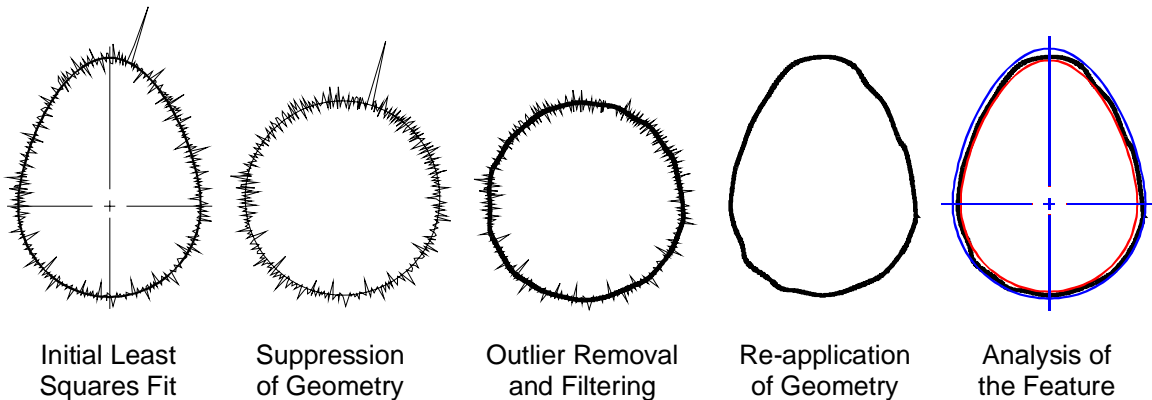 Initial Least
Squares Fit
Suppression
of Geometry
Outlier Removal
and Filtering
Re-application
of Geometry
Analysis of
the Feature